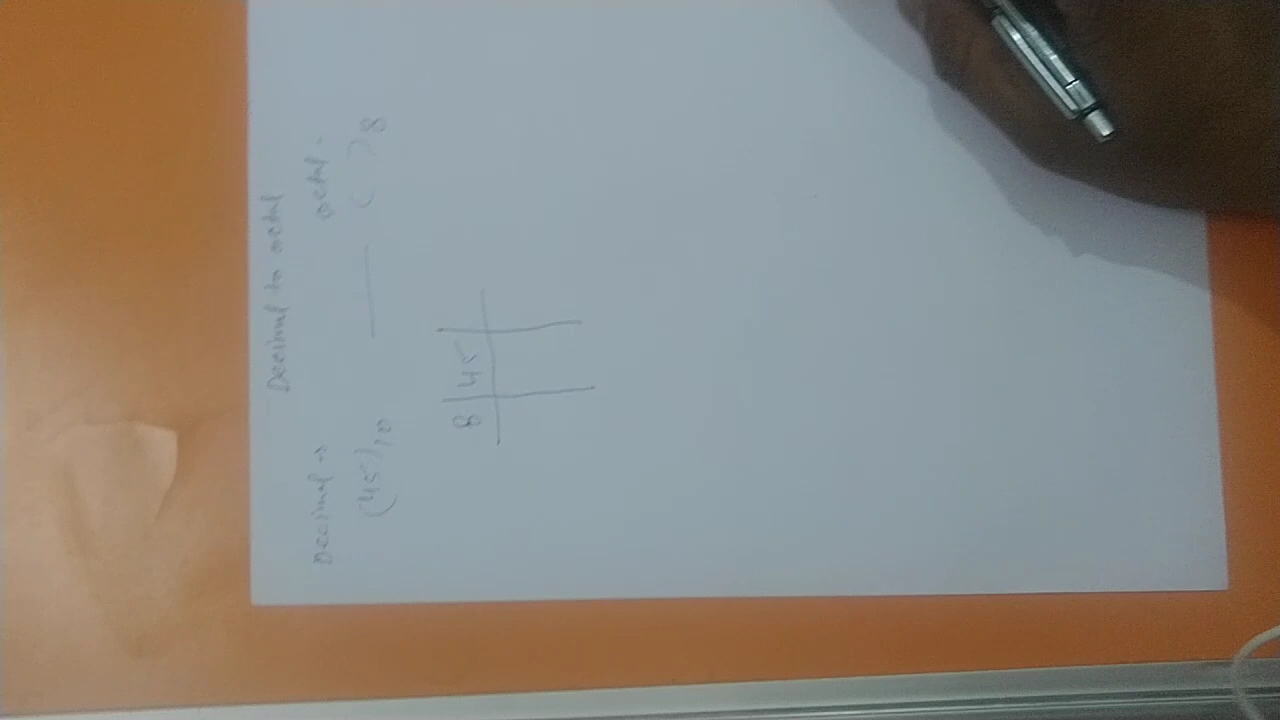 Decimal to octal
Decimal → octal.
(45)10 — ( )8
8 | 45 |